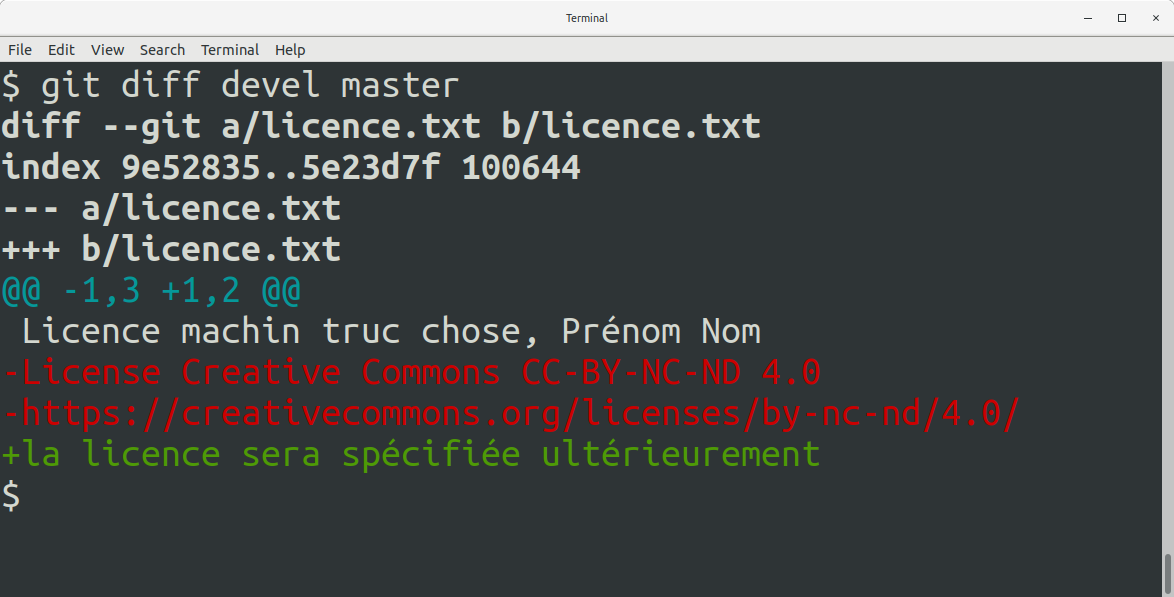 Terminal
File Edit View Search Terminal Help
$ git diff devel master
diff --git a/licence.txt b/licence.txt
index 9e52835..5e23d7f 100644
--- a/licence.txt
+++ b/licence.txt
@@ -1,3 +1,2 @@
 Licence machin truc chose, Prénom Nom
-License Creative Commons CC-BY-NC-ND 4.0
-https://creativecommons.org/licenses/by-nc-nd/4.0/
+la licence sera spécifiée ultérieurement
$